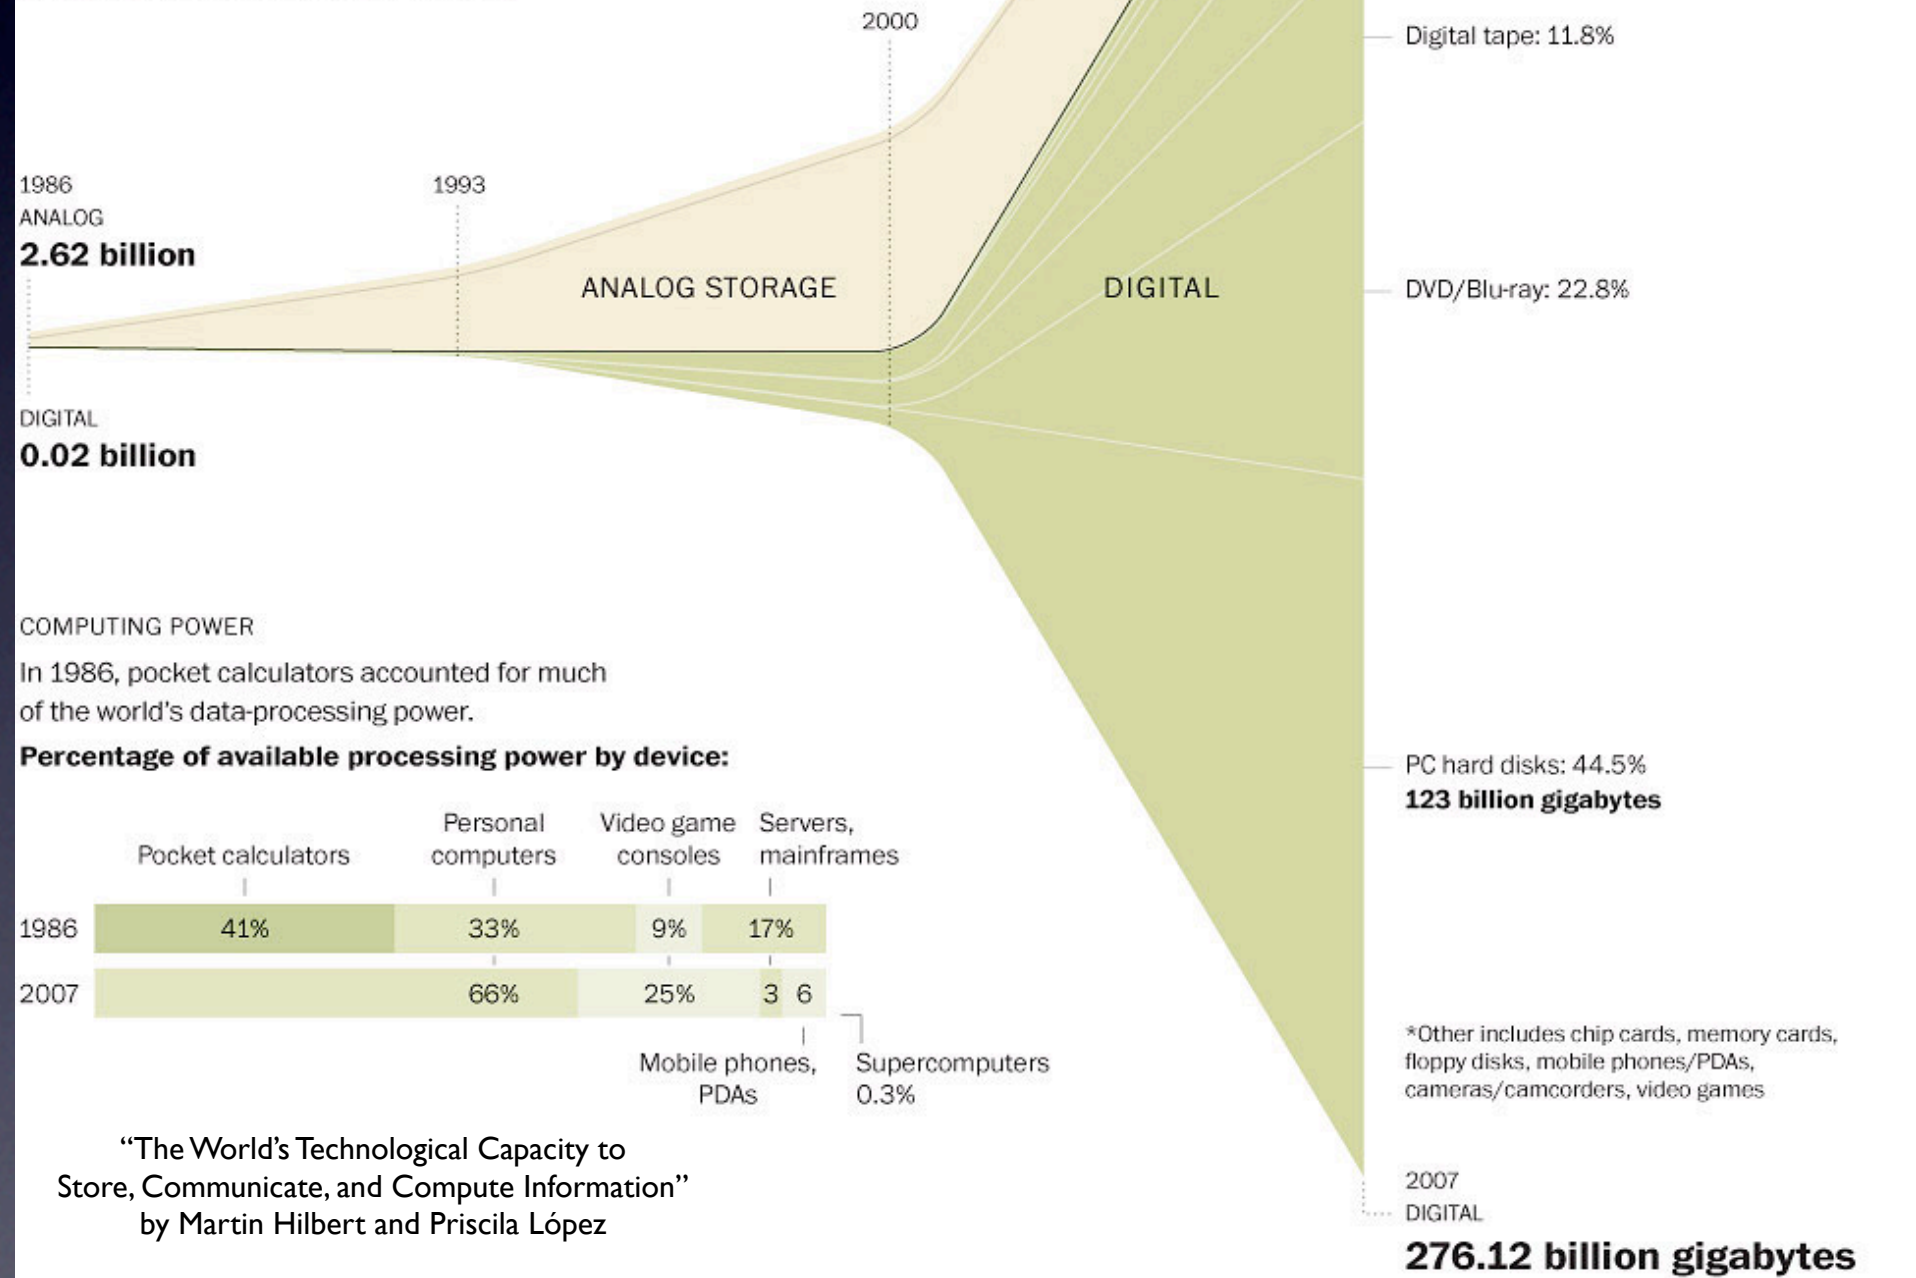 2000
Digital tape: 11.8%
1986
ANALOG
2.62 billion
1993
ANALOG STORAGE
DIGITAL
DVD/Blu-ray: 22.8%
DIGITAL
0.02 billion
COMPUTING POWER
In 1986, pocket calculators accounted for much
of the world's data-processing power.
Percentage of available processing power by device:
PC hard disks: 44.5%
123 billion gigabytes
Pocket calculators
Personal
computers
Video game
consoles
Servers,
mainframes
1986 41% 33% 9% 17%
2007 66% 25% 3 6
Mobile phones,
PDAs
Supercomputers
0.3%
*Other includes chip cards, memory cards,
floppy disks, mobile phones/PDAs,
cameras/camcorders, video games
“The World’s Technological Capacity to
Store, Communicate, and Compute Information”
by Martin Hilbert and Priscila López
2007
DIGITAL
276.12 billion gigabytes